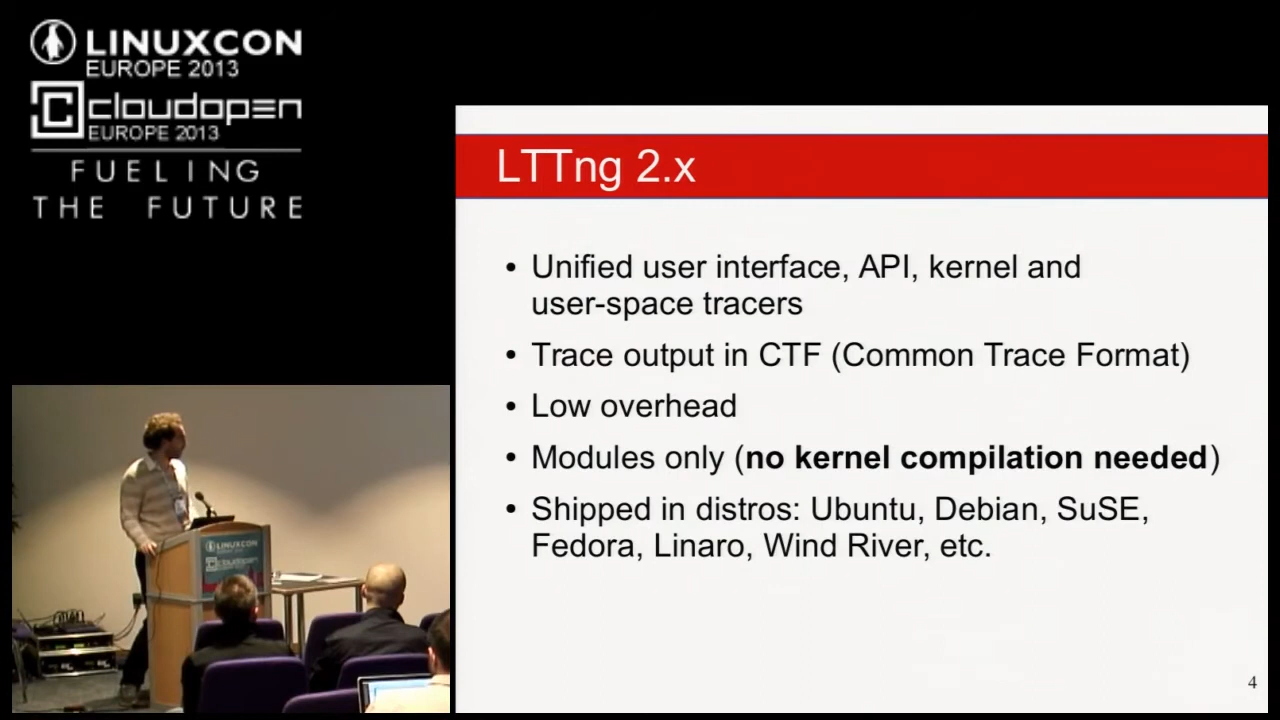 LINUXCON
EUROPE 2013
cloudopen
EUROPE 2013
FUELING
THE FUTURE
LTTng 2.x
• Unified user interface, API, kernel and
user-space tracers
• Trace output in CTF (Common Trace Format)
• Low overhead
• Modules only (no kernel compilation needed)
• Shipped in distros: Ubuntu, Debian, SuSE,
Fedora, Linaro, Wind River, etc.
4
LINUXCON
cloudopen